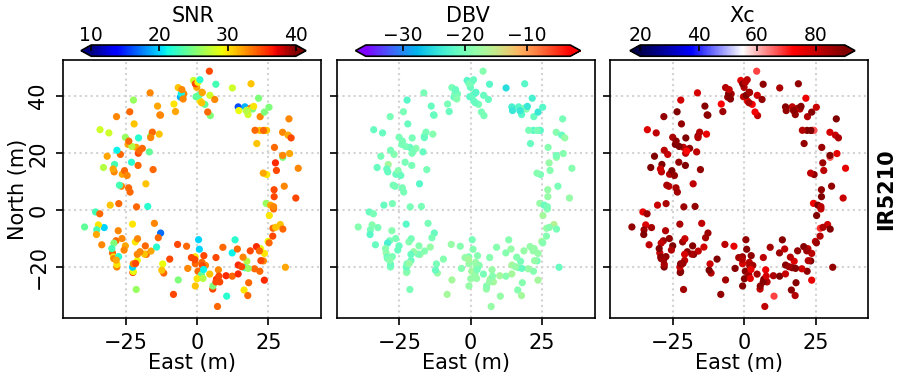 SNR DBV Xc
10 20 30 40 −30 −20 −10 20 40 60 80
40
20
0
−20
North (m)
IR5210
−25 0 25 −25 0 25 −25 0 25
East (m) East (m) East (m)